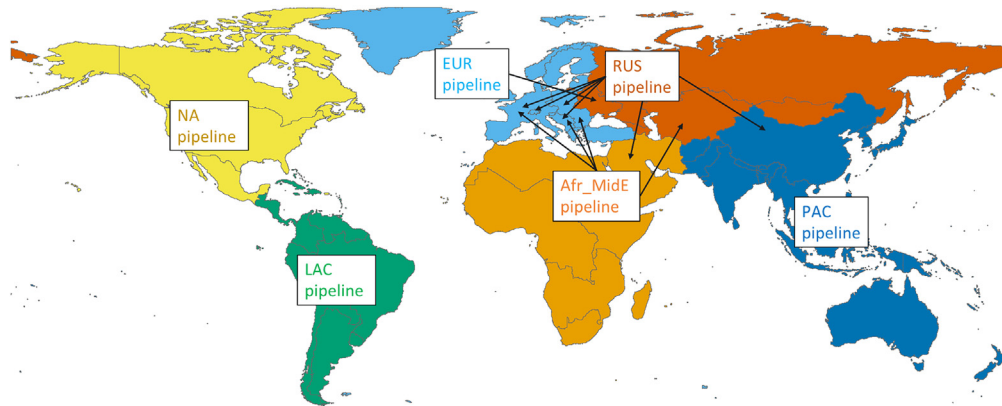 EUR
pipeline
RUS
pipeline
NA
pipeline
Afr_MidE
pipeline
PAC
pipeline
LAC
pipeline